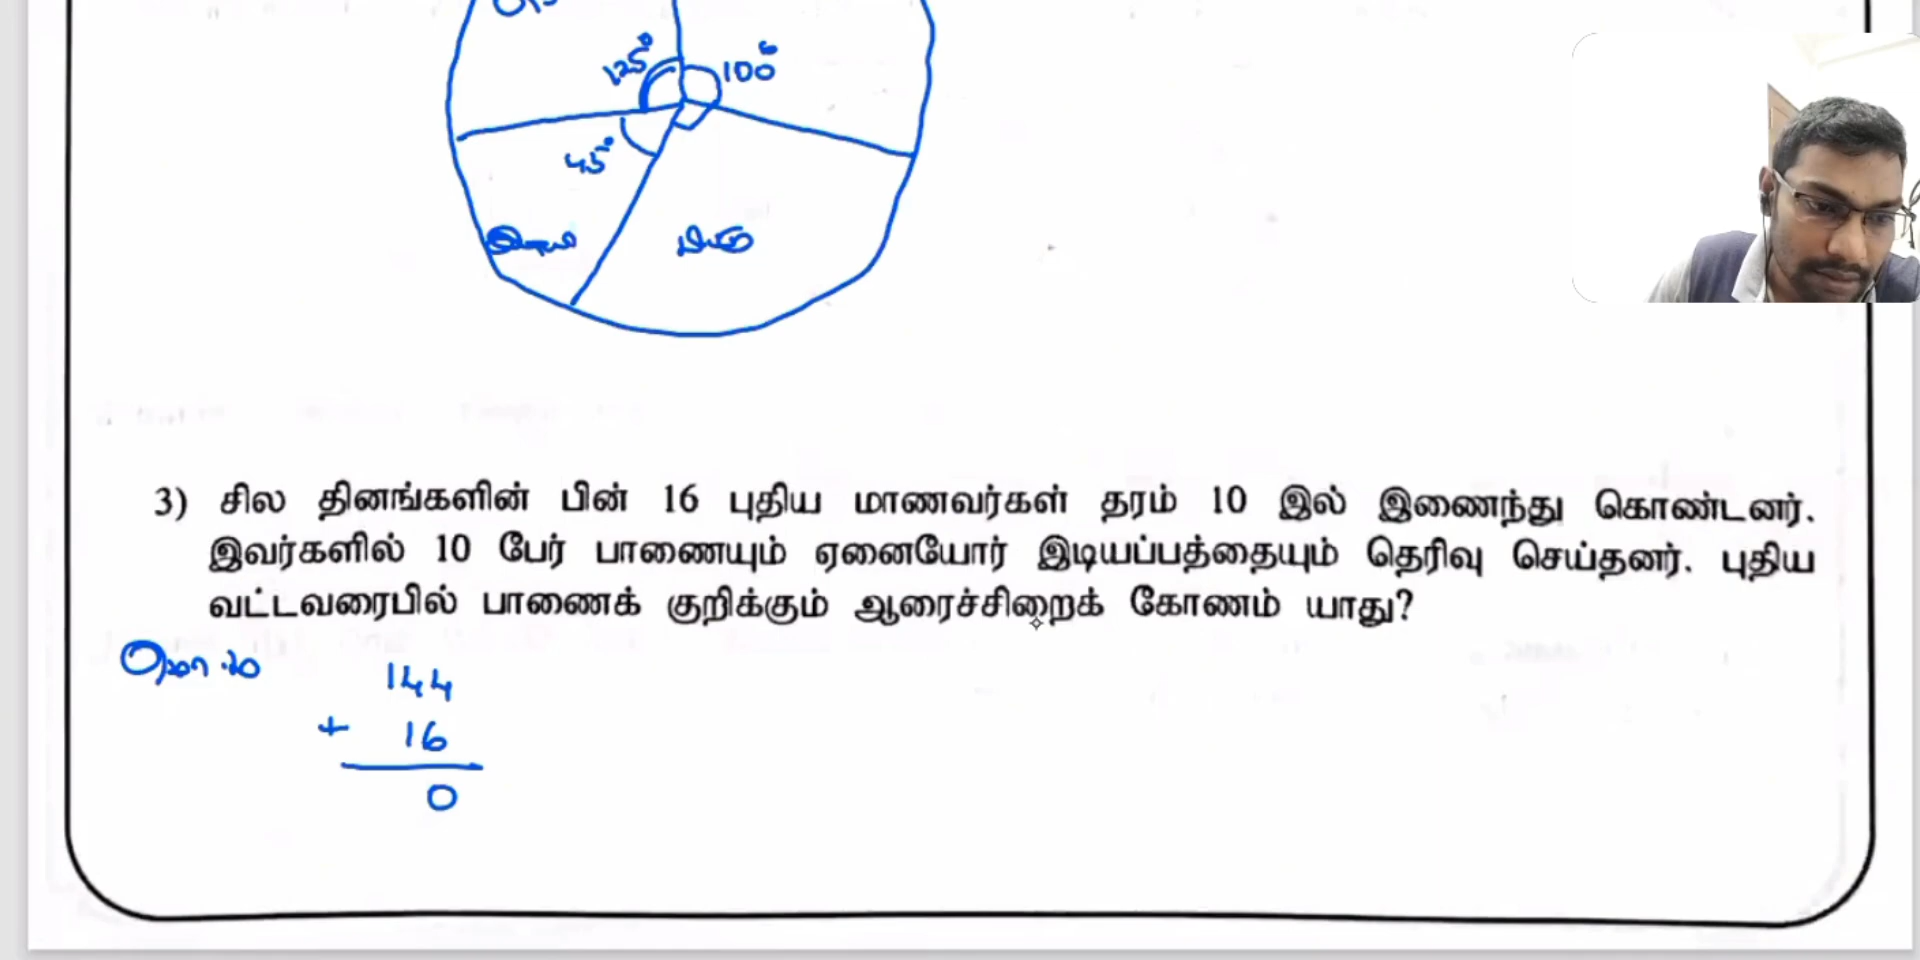 125°
100°
45°
3) சில தினங்களின் பின் 16 புதிய மாணவர்கள் தரம் 10 இல் இணைந்து கொண்டனர்.
இவர்களில் 10 பேர் பாணையும் ஏனையோர் இடியப்பத்தையும் தெரிவு செய்தனர். புதிய
வட்டவரைபில் பாணைக் குறிக்கும் ஆரைச்சிறைக் கோணம் யாது?
144
+ 16
0